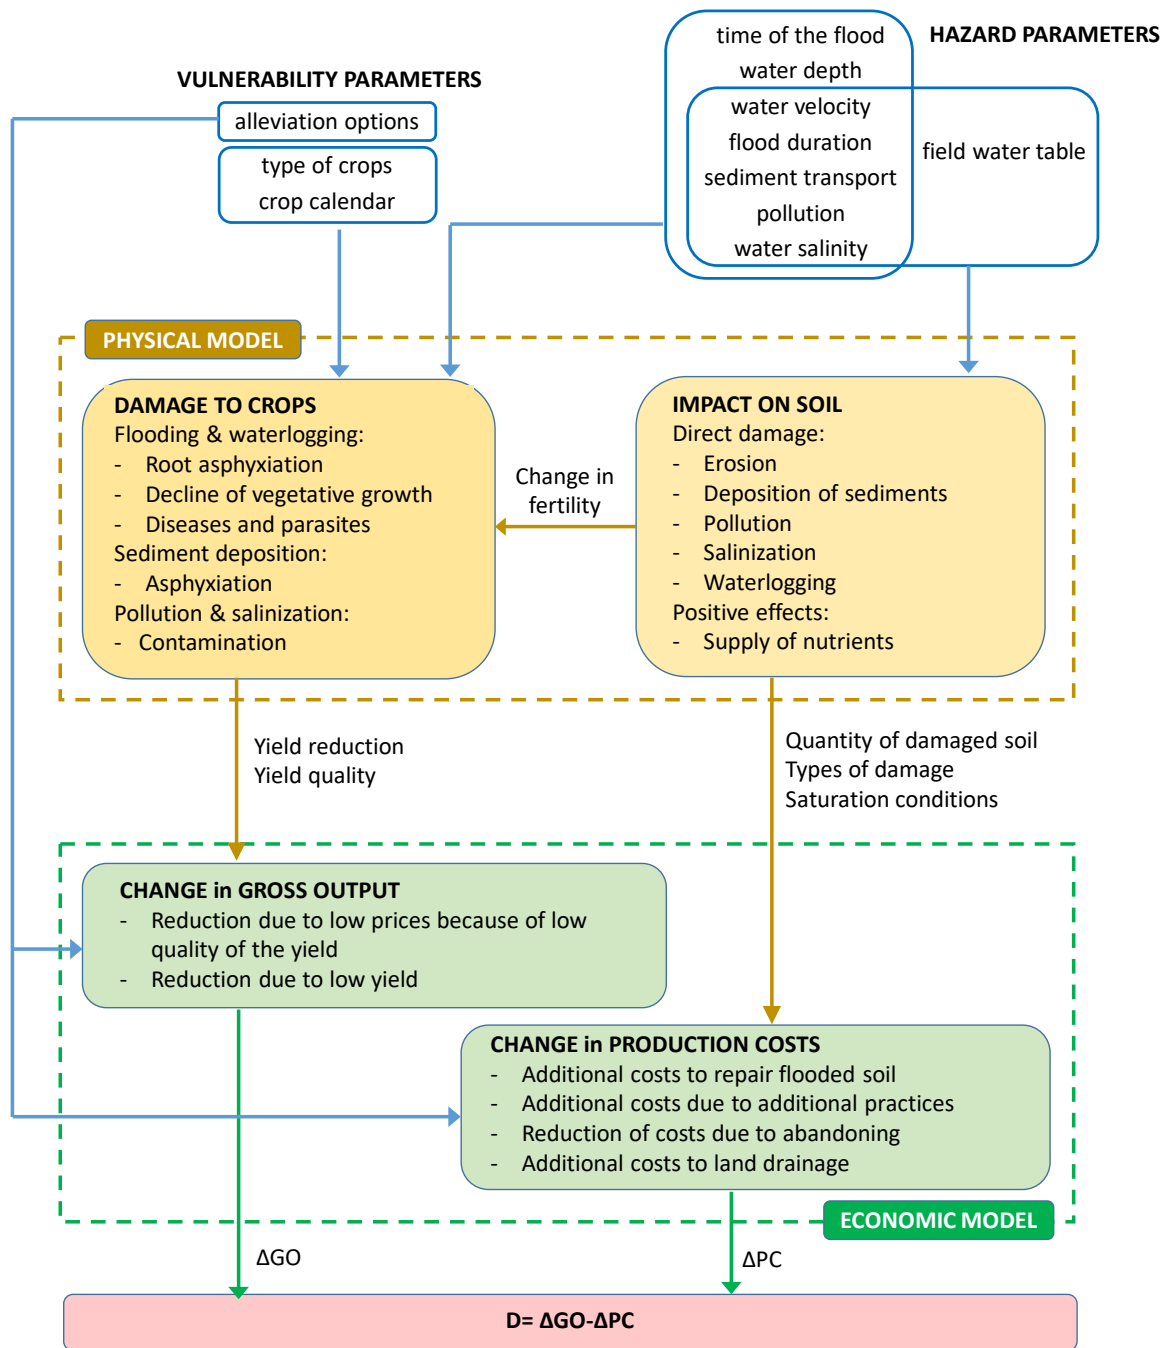 HAZARD PARAMETERS
time of the flood
water depth
water velocity
flood duration
sediment transport
pollution
water salinity
field water table
VULNERABILITY PARAMETERS
alleviation options
type of crops
crop calendar
PHYSICAL MODEL
DAMAGE TO CROPS
Flooding & waterlogging:
- Root asphyxiation
- Decline of vegetative growth
- Diseases and parasites
Sediment deposition:
- Asphyxiation
Pollution & salinization:
- Contamination
Change in
fertility
IMPACT ON SOIL
Direct damage:
- Erosion
- Deposition of sediments
- Pollution
- Salinization
- Waterlogging
Positive effects:
- Supply of nutrients
Yield reduction
Yield quality
Quantity of damaged soil
Types of damage
Saturation conditions
CHANGE in GROSS OUTPUT
- Reduction due to low prices because of low
quality of the yield
- Reduction due to low yield
CHANGE in PRODUCTION COSTS
- Additional costs to repair flooded soil
- Additional costs due to additional practices
- Reduction of costs due to abandoning
- Additional costs to land drainage
ECONOMIC MODEL
ΔGO
ΔPC
D= ΔGO-ΔPC